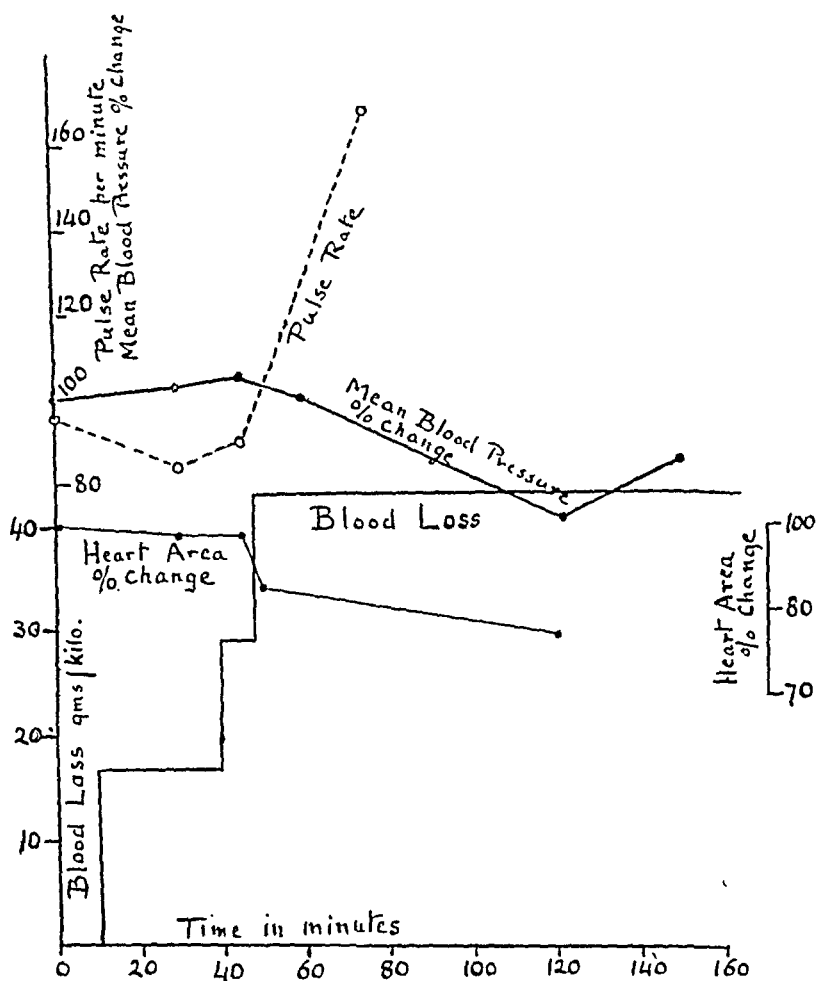 Pulse Rate per minute
Mean Blood Pressure % Change
160
140
120
100
80
Pulse Rate
Mean Blood Pressure
% Change
Blood Loss
Heart Area
% Change
40
30
20
10
Blood Loss gms/kilo.
100
80
70
Heart Area
% Change
Time in minutes
0 20 40 60 80 100 120 140 160